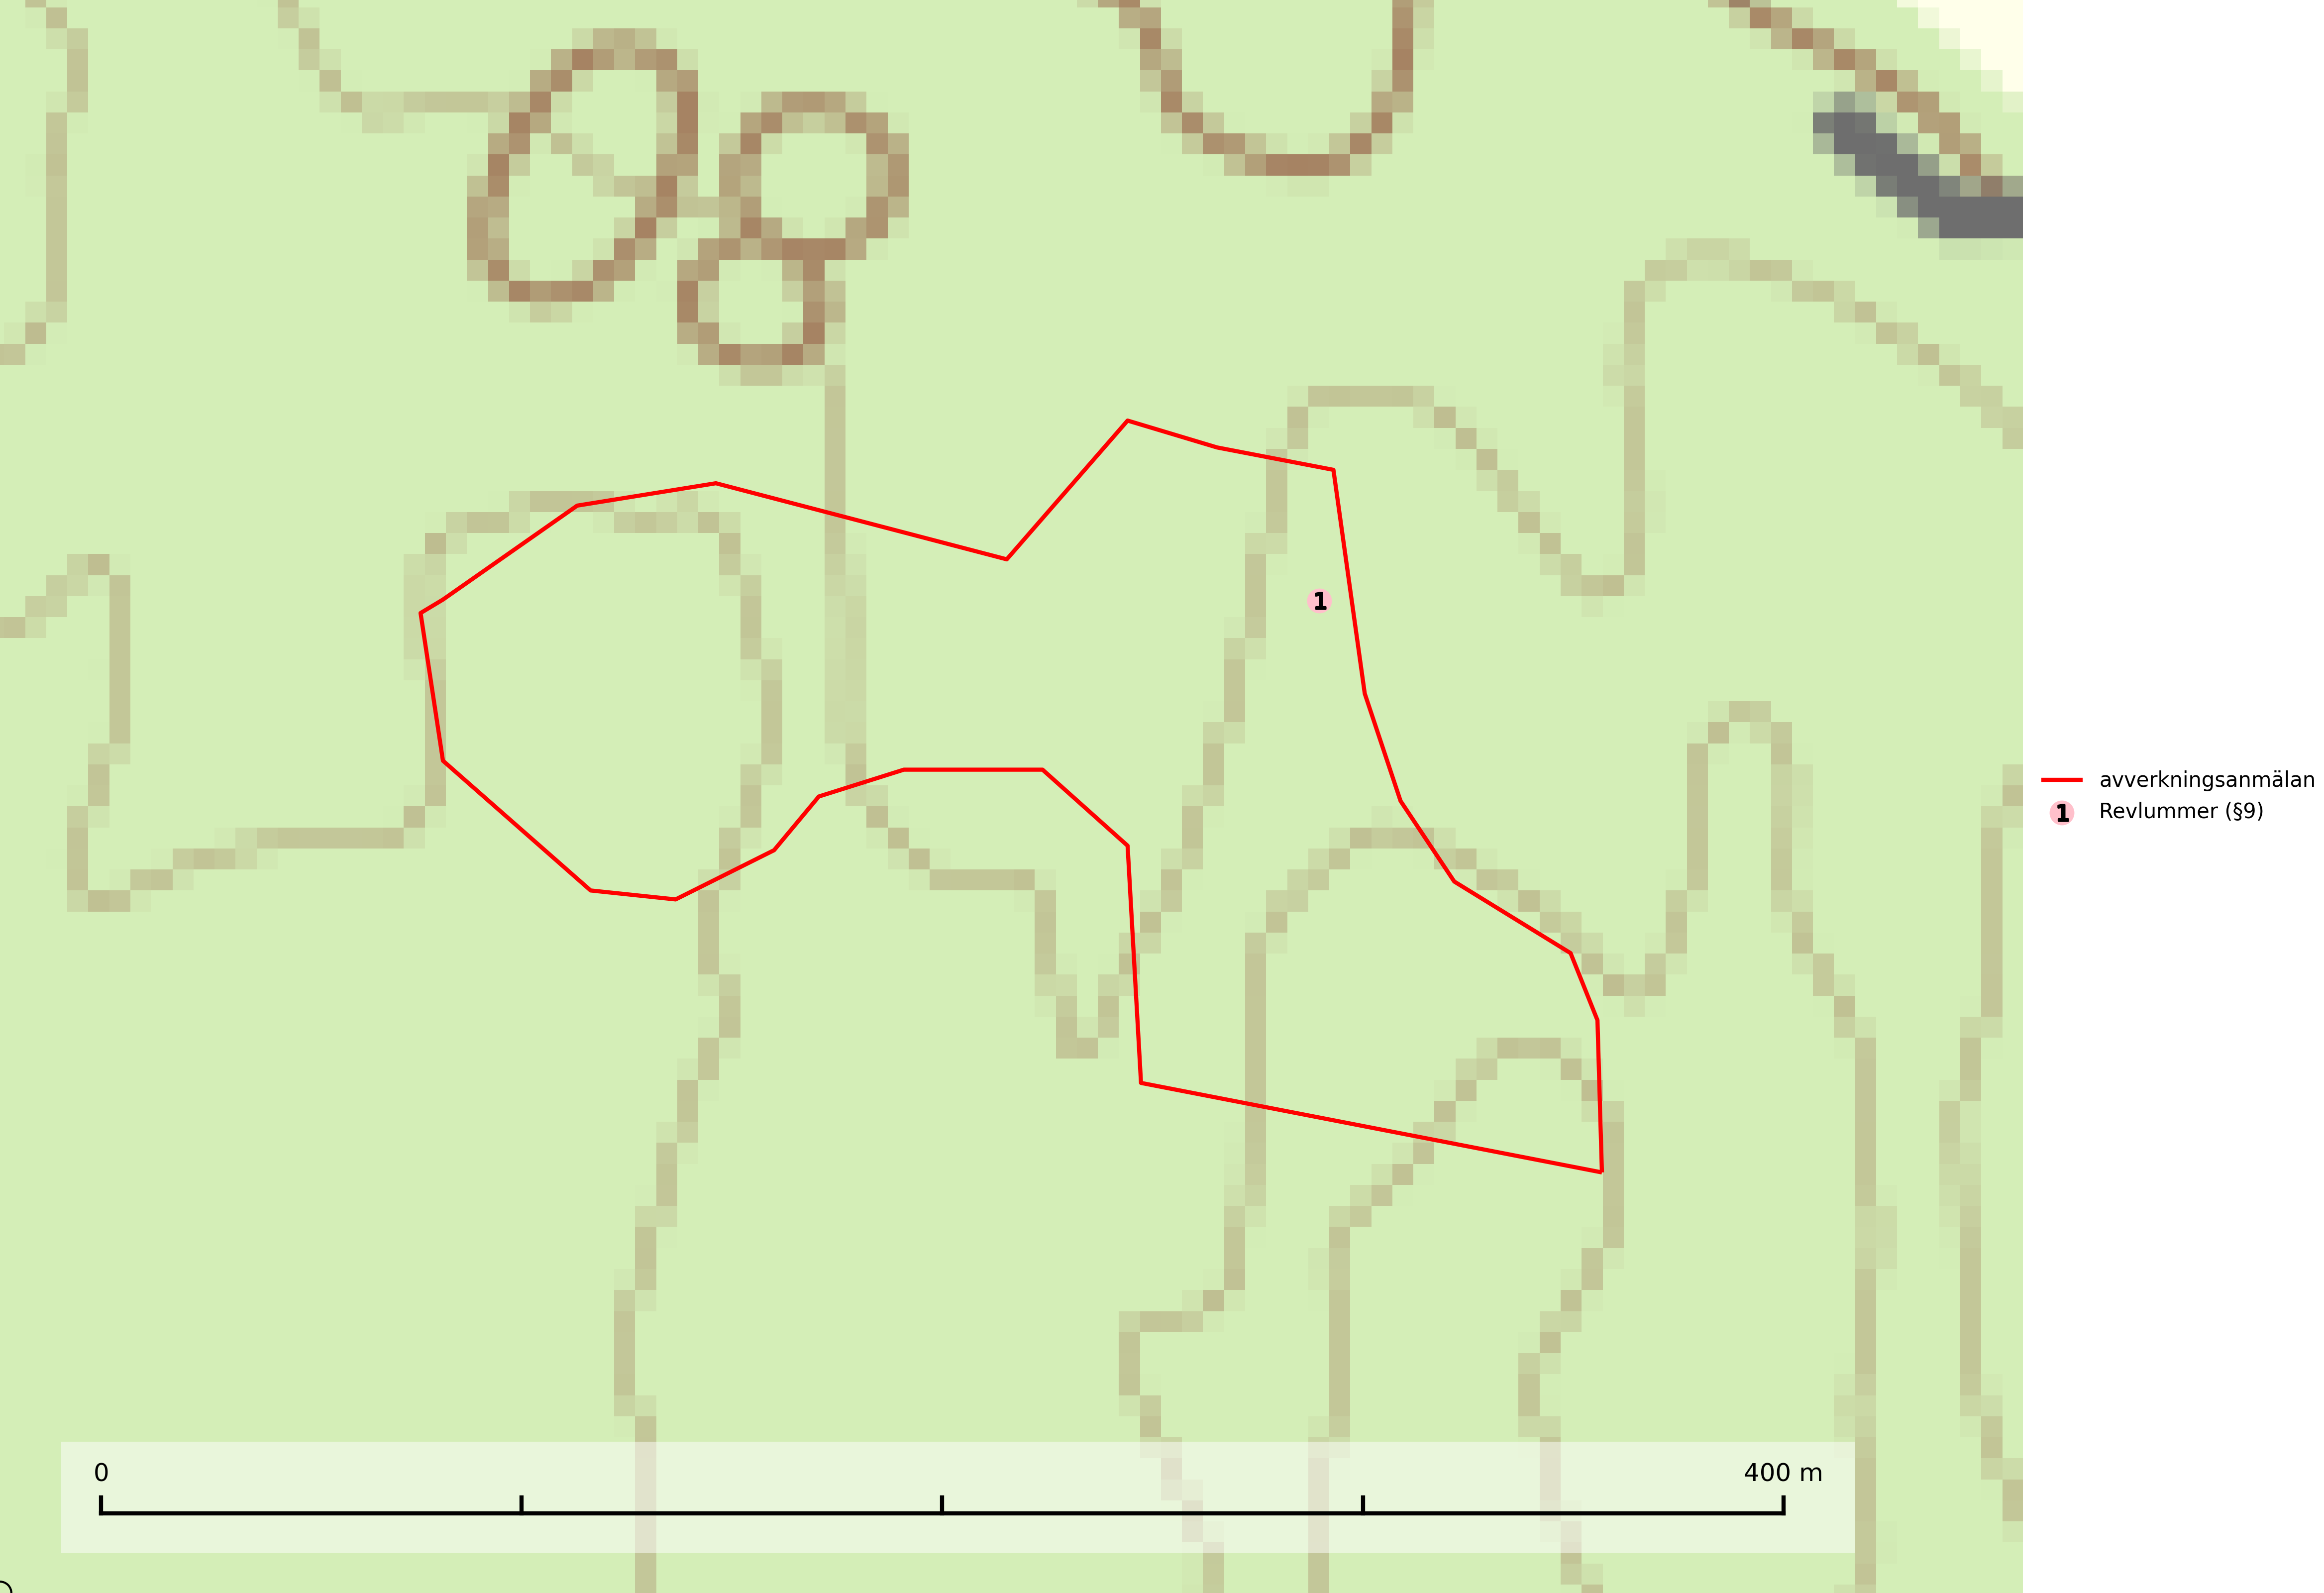 1
avverkningsanmälan
1 Revlummer (§9)
0 400 m